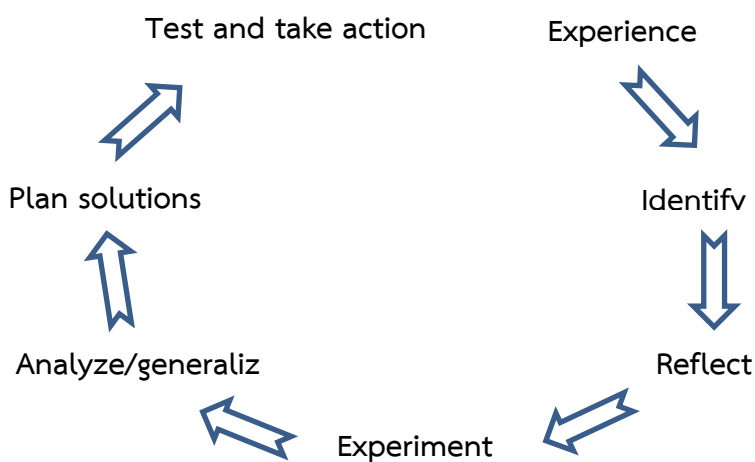 Test and take action
Experience
Identify
Reflect
Experiment
Analyze/generaliz
Plan solutions